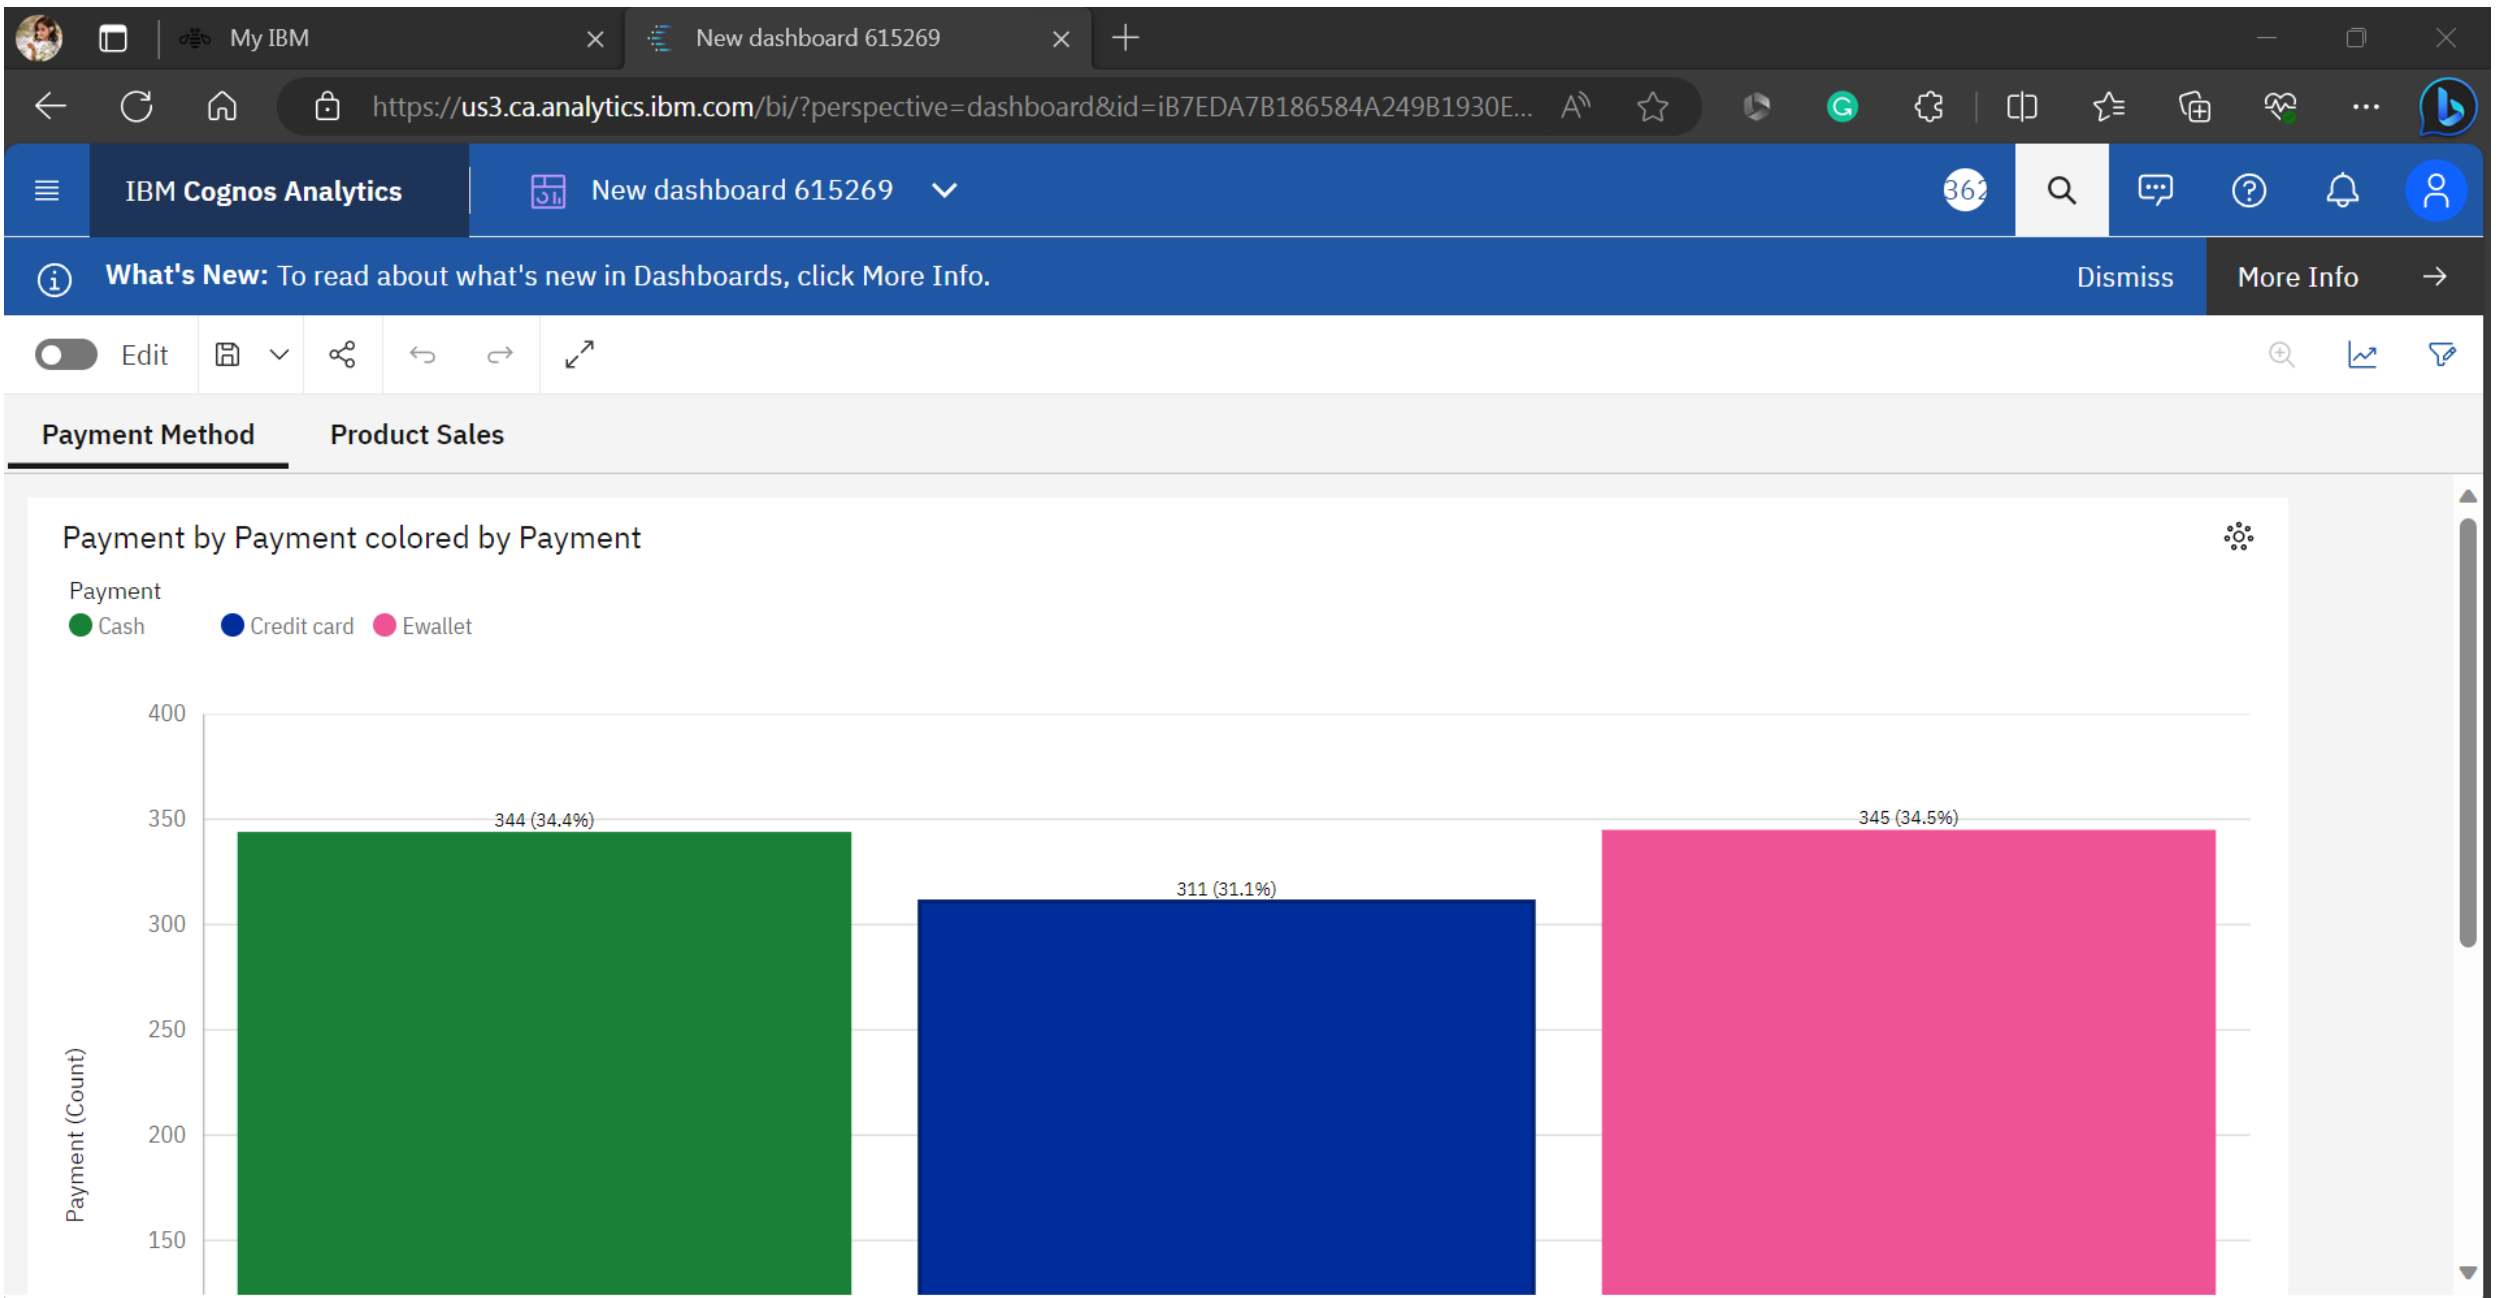 My IBM
New dashboard 615269
https://us3.ca.analytics.ibm.com/bi/?perspective=dashboard&id=iB7EDA7B186584A249B1930E...
IBM Cognos Analytics
New dashboard 615269
362
What's New: To read about what's new in Dashboards, click More Info.
Dismiss
More Info
Edit
Payment Method
Product Sales
Payment by Payment colored by Payment
Payment
Cash
Credit card
Ewallet
400
350
300
250
200
150
Payment (Count)
344 (34.4%)
311 (31.1%)
345 (34.5%)